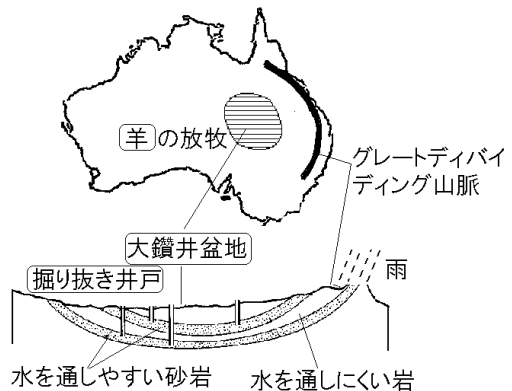 羊の放牧
グレートディバイ
ディング山脈
大鑽井盆地
掘り抜き井戸
雨
水を通しやすい砂岩
水を通しにくい岩